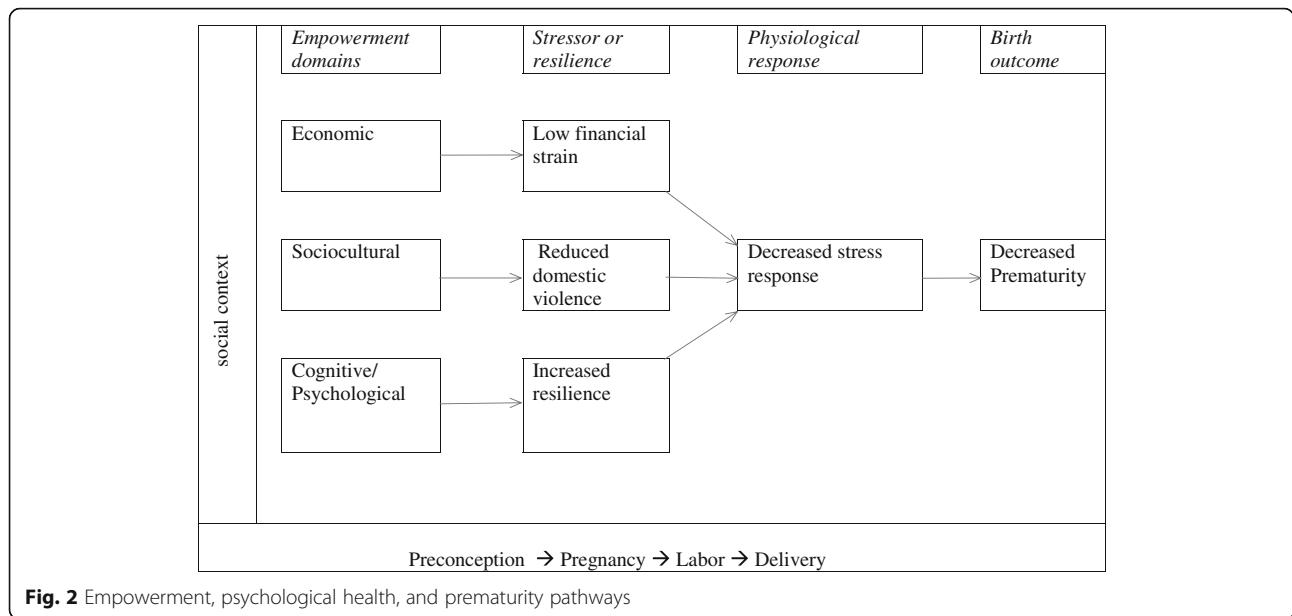 Empowerment
domains
Stressor or
resilience
Physiological
response
Birth
outcome
Economic
Low financial
strain
Sociocultural
Reduced
domestic
violence
Decreased stress
response
Decreased
Prematurity
Cognitive/
Psychological
Increased
resilience
social context
Preconception → Pregnancy → Labor → Delivery
Fig. 2 Empowerment, psychological health, and prematurity pathways